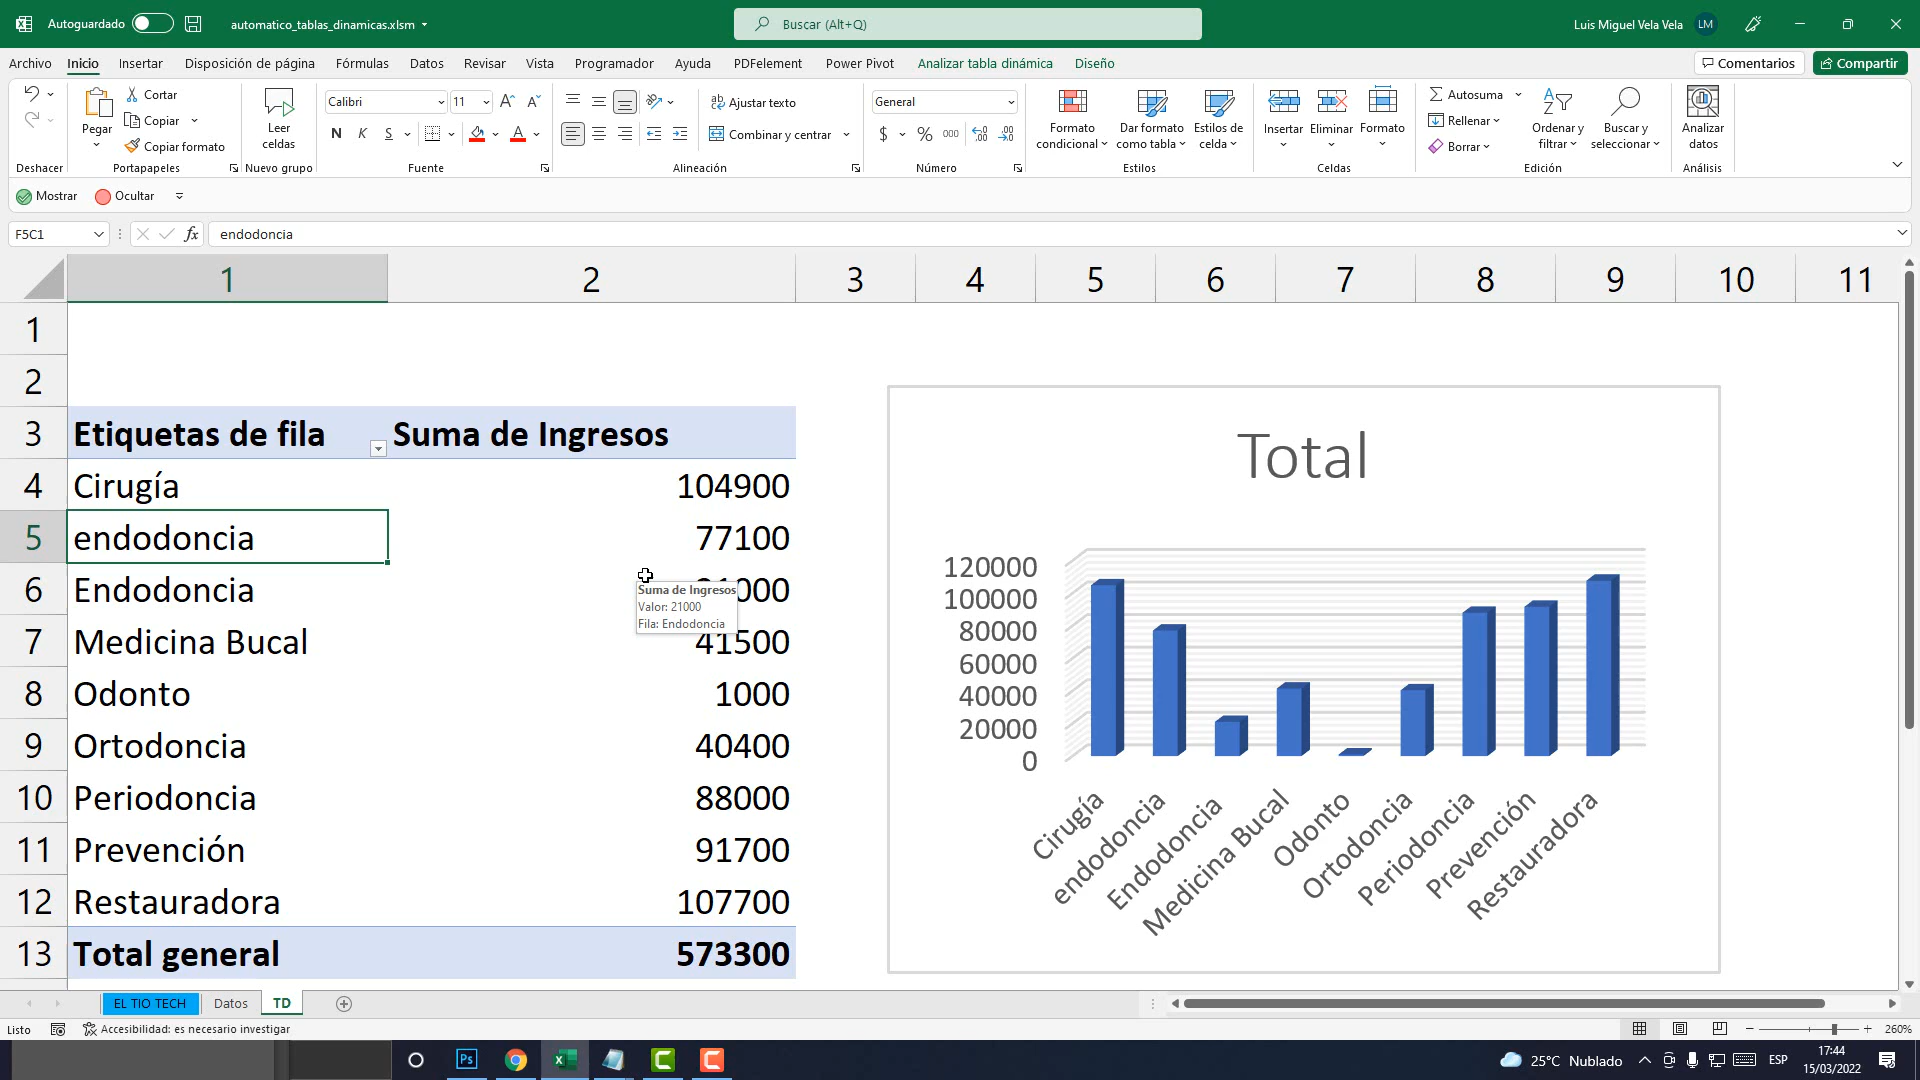 Autoguardado
automatico_tablas_dinamicas.xlsm
Buscar (Alt+Q)
Luis Miguel Vela Vela
LM
Archivo Inicio Insertar Disposición de página Fórmulas Datos Revisar Vista Programador Ayuda PDFelement Power Pivot Analizar tabla dinámica Diseño
Comentarios
Compartir
Pegar
Cortar
Copiar
Copiar formato
Leer celdas
Calibri
11
N K S
Ajustar texto
Combinar y centrar
General
$ % 000
Formato condicional
Dar formato como tabla
Estilos de celda
Insertar
Eliminar
Formato
Autosuma
Rellenar
Borrar
Ordenar y filtrar
Buscar y seleccionar
Analizar datos
Deshacer Portapapeles Nuevo grupo Fuente Alineación Número Estilos Celdas Edición Análisis
Mostrar Ocultar
F5C1
fx
endodoncia
1 2 3 4 5 6 7 8 9 10 11
1
2
3 Etiquetas de fila Suma de Ingresos
4 Cirugía 104900
5 endodoncia 77100
6 Endodoncia
7 Medicina Bucal 41500
8 Odonto 1000
9 Ortodoncia 40400
10 Periodoncia 88000
11 Prevención 91700
12 Restauradora 107700
13 Total general 573300
Suma de Ingresos
Valor: 21000
Fila: Endodoncia
Total
120000
100000
80000
60000
40000
20000
0
Cirugía
endodoncia
Endodoncia
Medicina Bucal
Odonto
Ortodoncia
Periodoncia
Prevención
Restauradora
EL TIO TECH Datos TD
Listo
Accesibilidad: es necesario investigar
260%
Ps
25°C Nublado
ESP
17:44
15/03/2022